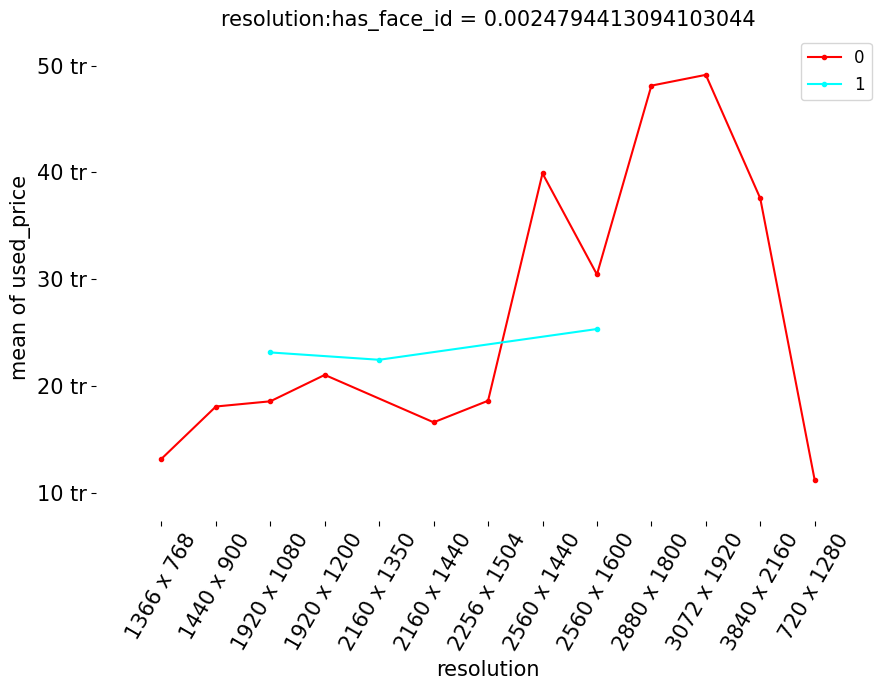 resolution:has_face_id = 0.0024794413094103044
0
1
mean of used_price
50 tr
40 tr
30 tr
20 tr
10 tr
1366 x 768
1440 x 900
1920 x 1080
1920 x 1200
2160 x 1350
2160 x 1440
2256 x 1504
2560 x 1440
2560 x 1600
2880 x 1800
3072 x 1920
3840 x 2160
720 x 1280
resolution